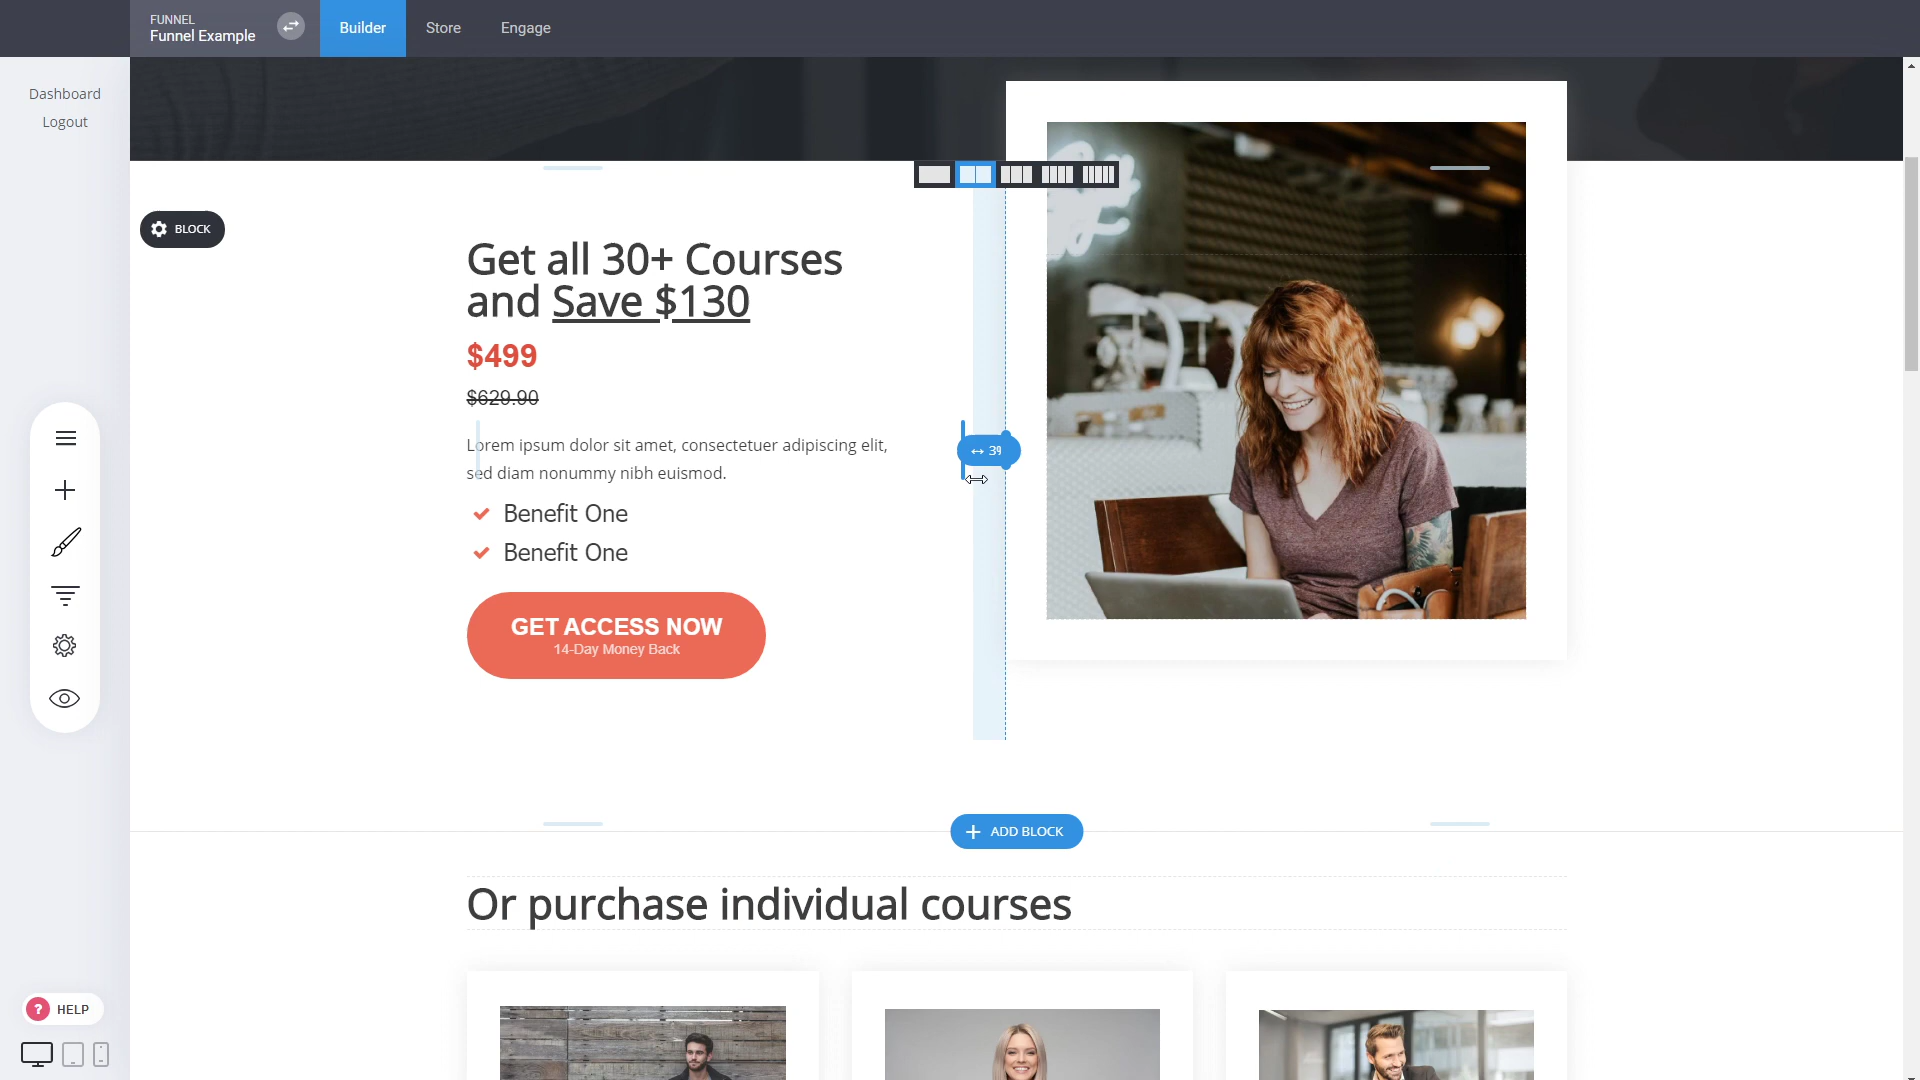 FUNNEL
Funnel Example
Builder
Store
Engage
Dashboard
Logout
BLOCK
Get all 30+ Courses
and Save $130
$499
$629.90
Lorem ipsum dolor sit amet, consectetuer adipiscing elit,
sed diam nonummy nibh euismod.
Benefit One
Benefit One
GET ACCESS NOW
14-Day Money Back
ADD BLOCK
Or purchase individual courses
? HELP